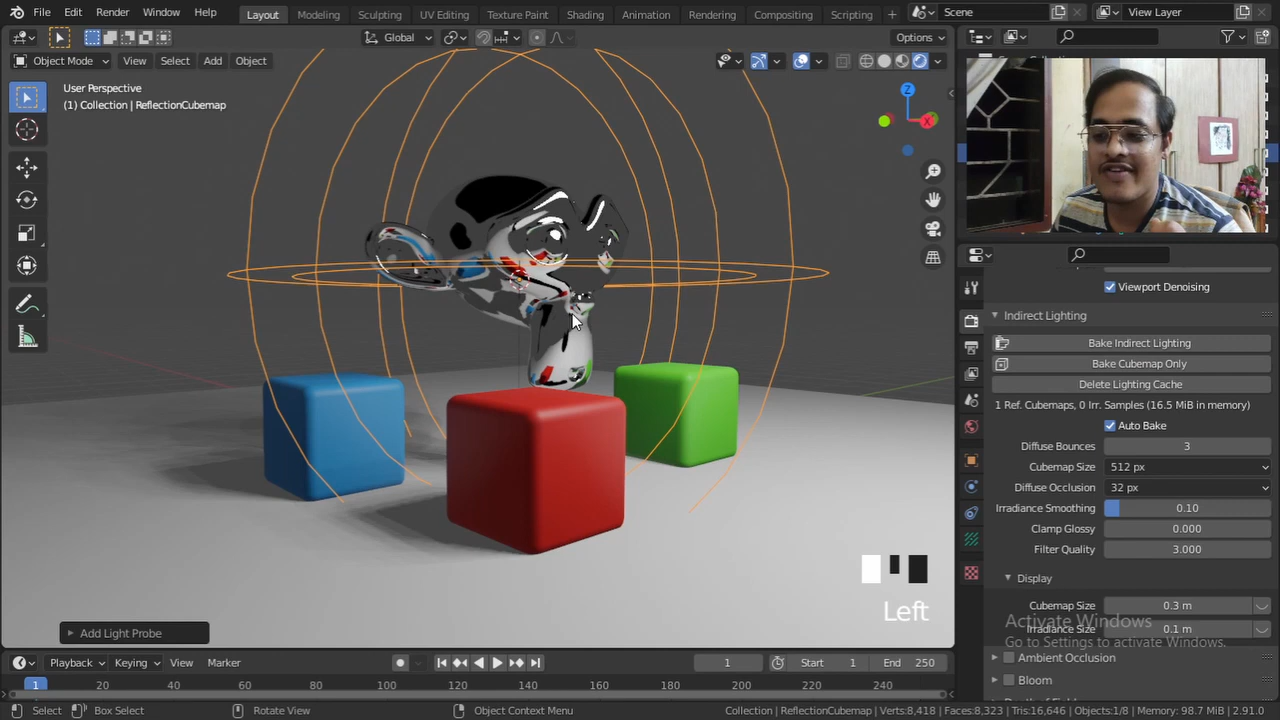 File Edit Render Window Help Layout Modeling Sculpting UV Editing Texture Paint Shading Animation Rendering Compositing Scripting + Scene View Layer
Global Options
Object Mode View Select Add Object
User Perspective
(1) Collection | ReflectionCubemap
Z
X
Viewport Denoising
Indirect Lighting
Bake Indirect Lighting
Bake Cubemap Only
Delete Lighting Cache
1 Ref. Cubemaps, 0 Irr. Samples (16.5 MiB in memory)
Auto Bake
Diffuse Bounces 3
Cubemap Size 512 px
Diffuse Occlusion 32 px
Irradiance Smoothing 0.10
Clamp Glossy 0.000
Filter Quality 3.000
Display
Cubemap Size 0.3 m
Irradiance Size 0.1 m
Activate Windows
Go to Settings to activate Windows.
Ambient Occlusion
Bloom
Left
Add Light Probe
Playback Keying View Marker 1 Start 1 End 250
1 20 40 60 80 100 120 140 160 180 200 220 240
Select Box Select Rotate View Object Context Menu Collection | ReflectionCubemap | Verts:8,418 | Faces:8,323 | Tris:16,646 | Objects:1/8 | Memory: 98.7 MiB | 2.91.0